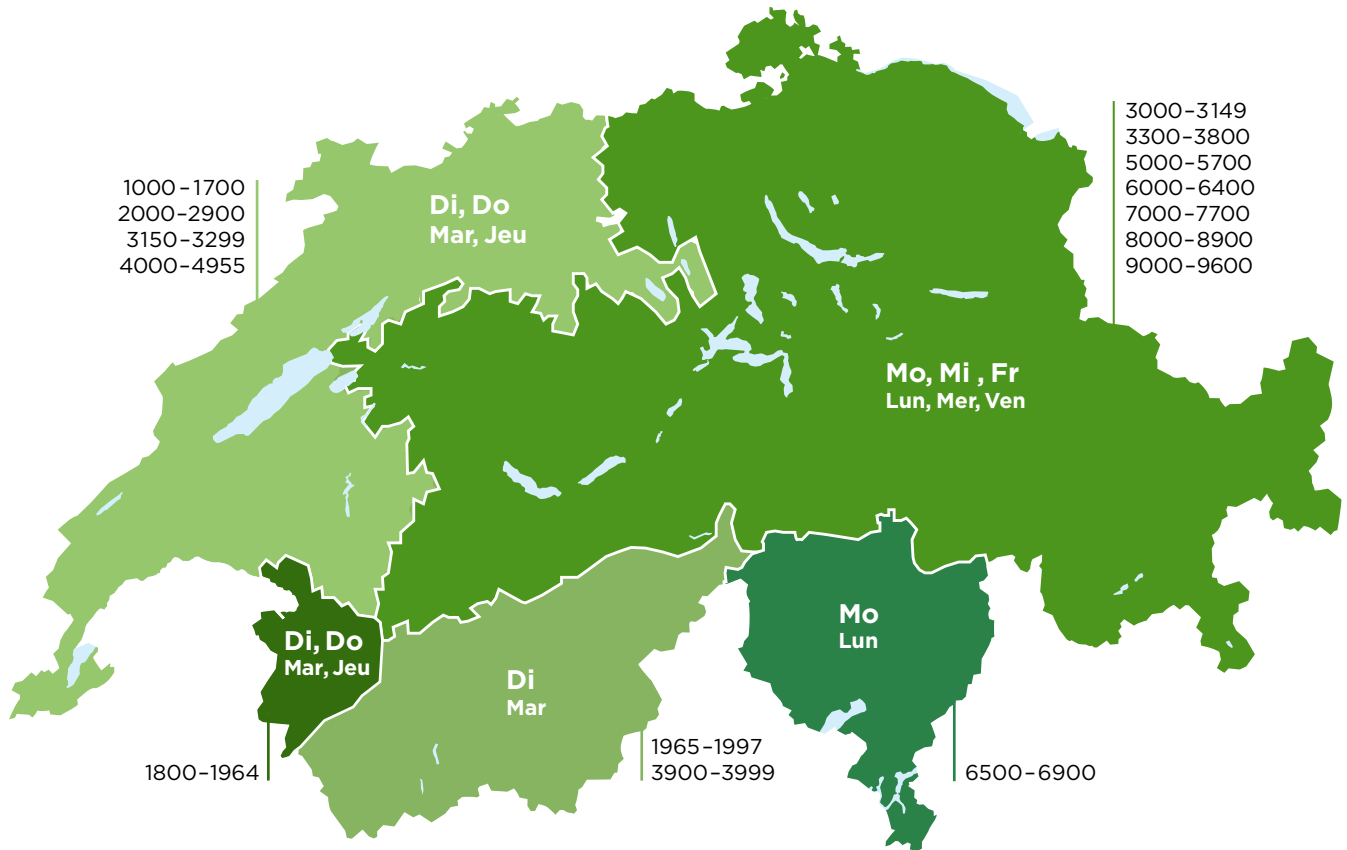 3000–3149
3300–3800
5000–5700
6000–6400
7000–7700
8000–8900
9000–9600
1000–1700
2000–2900
3150–3299
4000–4955
Di, Do
Mar, Jeu
Mo, Mi , Fr
Lun, Mer, Ven
Di, Do
Mar, Jeu
Di
Mar
Mo
Lun
1800–1964
1965–1997
3900–3999
6500–6900